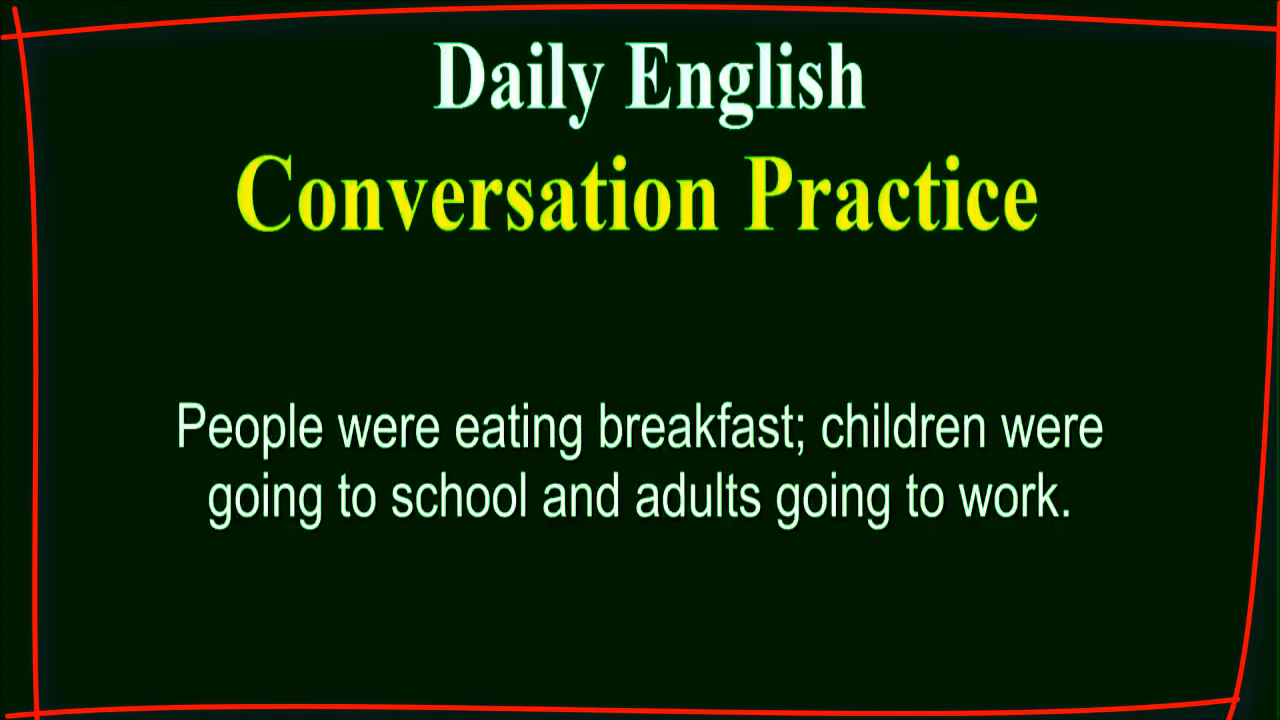 Daily English
Conversation Practice
People were eating breakfast; children were
going to school and adults going to work.